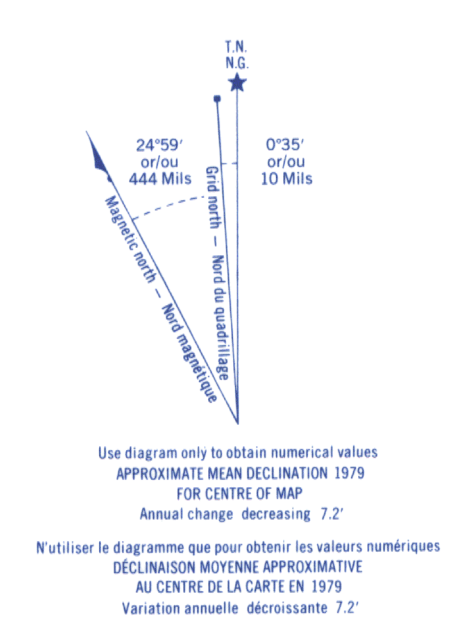 T.N.
N.G.
24°59′
or/ou
444 Mils
0°35′
or/ou
10 Mils
Magnetic north – Nord magnétique
Grid north – Nord du quadrillage
Use diagram only to obtain numerical values
APPROXIMATE MEAN DECLINATION 1979
FOR CENTRE OF MAP
Annual change decreasing 7.2′
N'utiliser le diagramme que pour obtenir les valeurs numériques
DÉCLINAISON MOYENNE APPROXIMATIVE
AU CENTRE DE LA CARTE EN 1979
Variation annuelle décroissante 7.2′